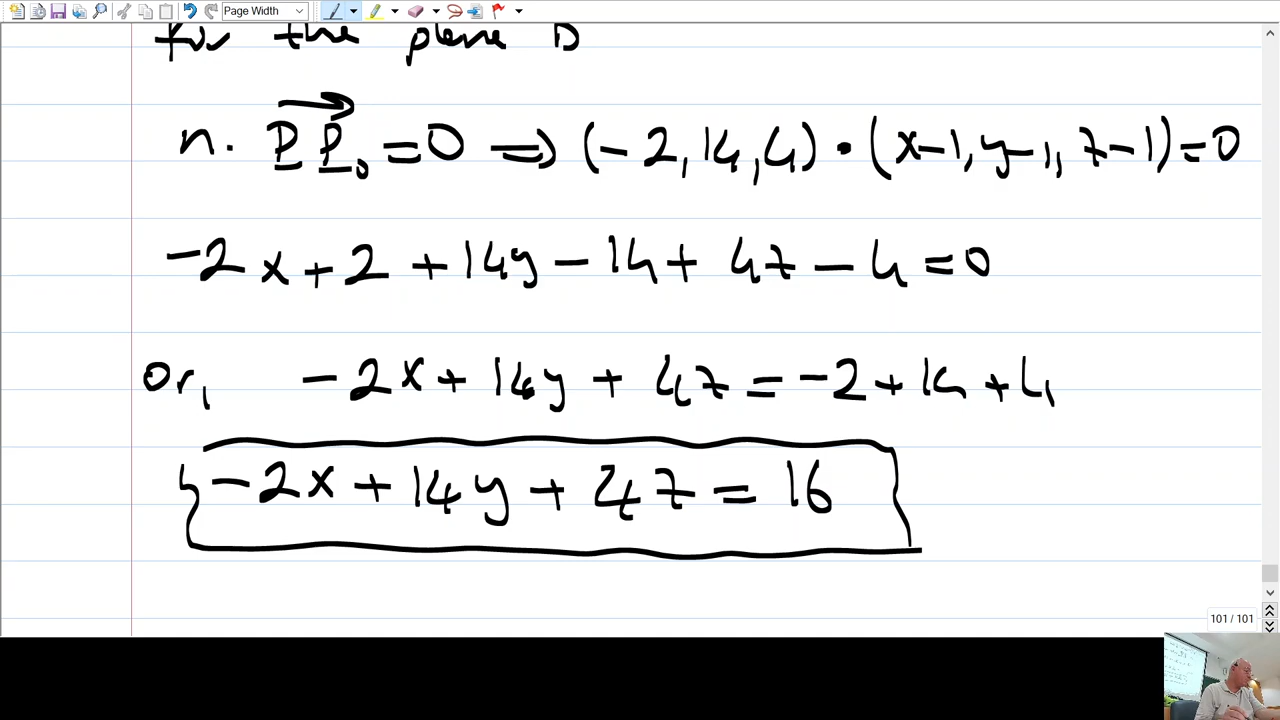 Page Width
for the plane is
n. PP₀ = 0 ⟹ (-2, 14, 4) • (x-1, y-1, z-1) = 0
-2x + 2 + 14y - 14 + 4z - 4 = 0
or, -2x + 14y + 4z = -2 + 14 + 4
-2x + 14y + 4z = 16
101 / 101